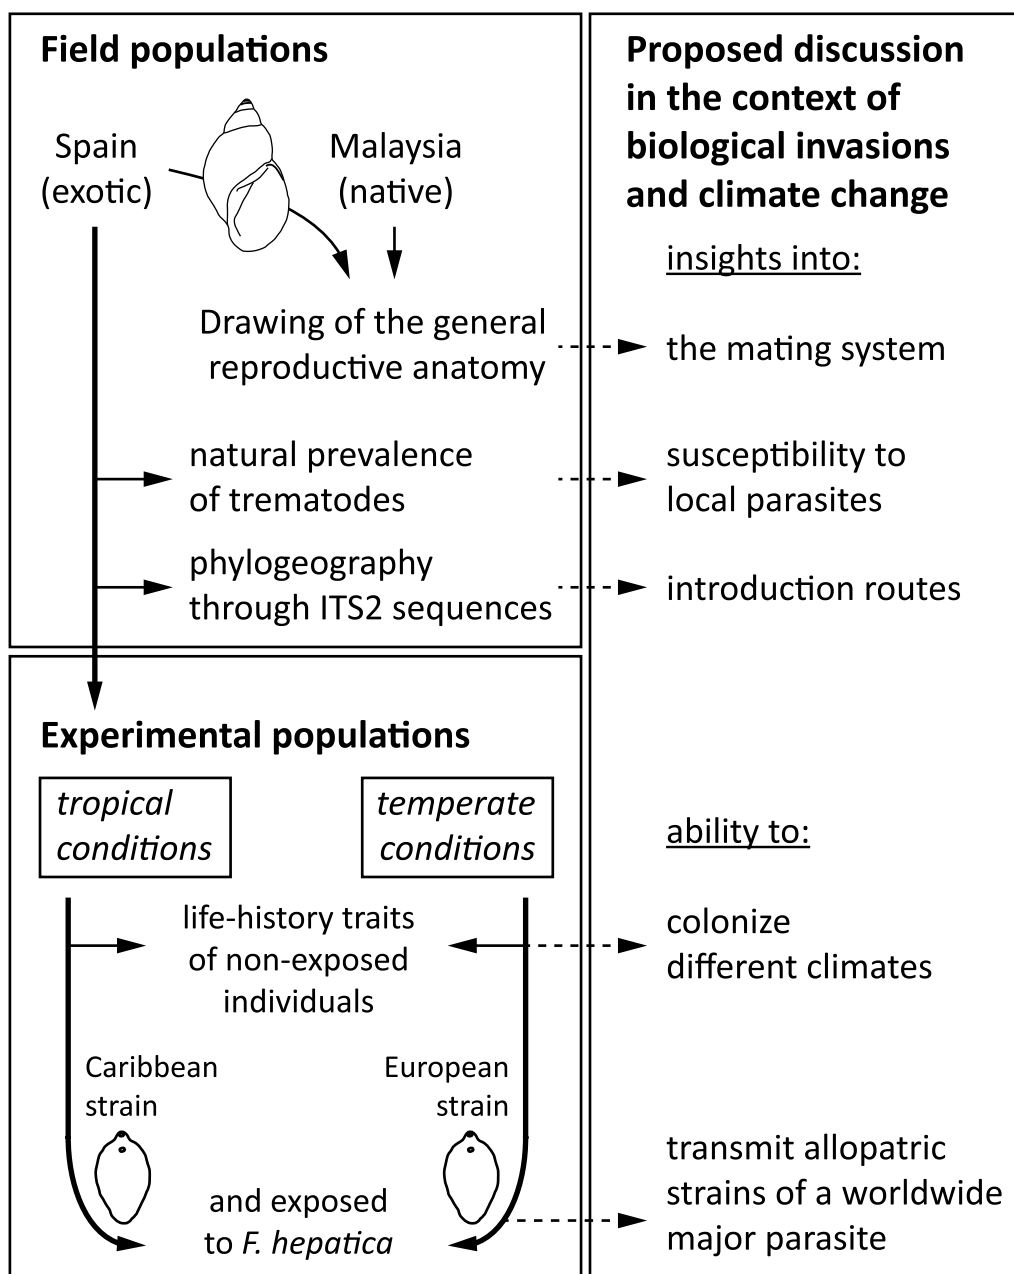 Field populations
Spain
(exotic)
Malaysia
(native)
Drawing of the general
reproductive anatomy
natural prevalence
of trematodes
phylogeography
through ITS2 sequences
Experimental populations
tropical
conditions
temperate
conditions
life-history traits
of non-exposed
individuals
Caribbean
strain
European
strain
and exposed
to F. hepatica
Proposed discussion
in the context of
biological invasions
and climate change
insights into:
the mating system
susceptibility to
local parasites
introduction routes
ability to:
colonize
different climates
transmit allopatric
strains of a worldwide
major parasite